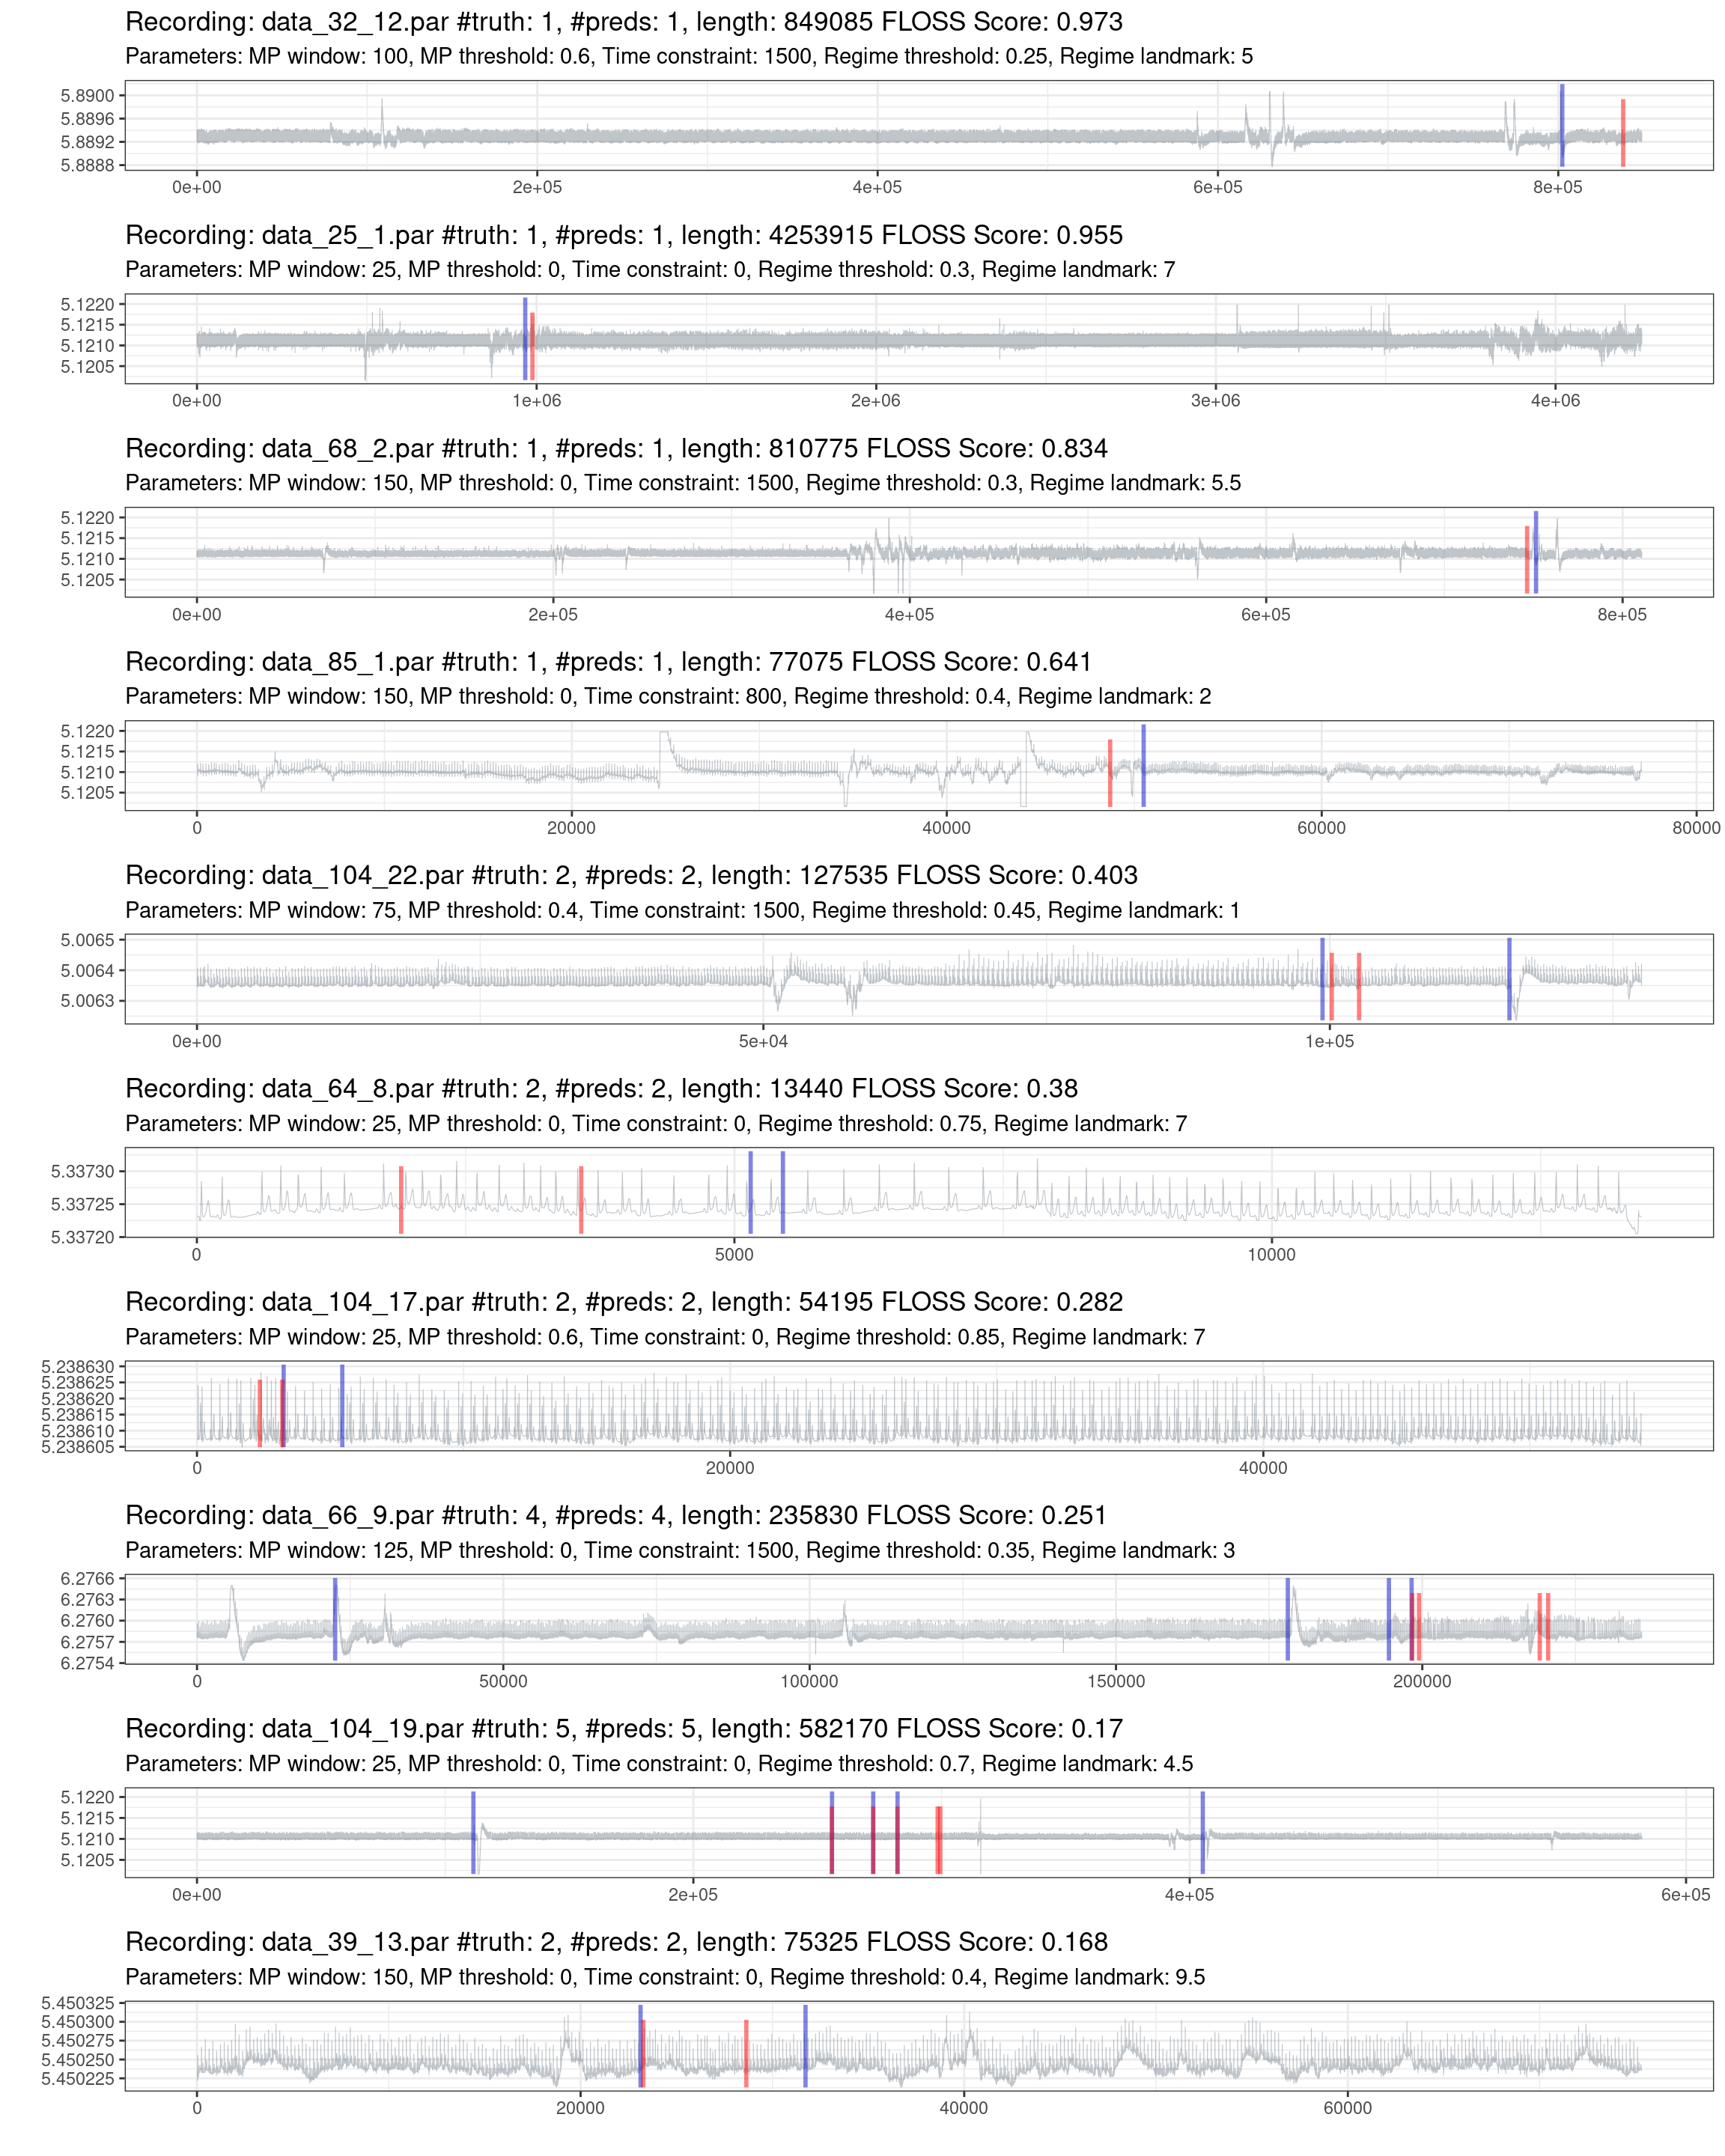 Recording: data_32_12.par #truth: 1, #preds: 1, length: 849085 FLOSS Score: 0.973
Parameters: MP window: 100, MP threshold: 0.6, Time constraint: 1500, Regime threshold: 0.25, Regime landmark: 5
5.8900
5.8896
5.8892
5.8888
0e+00 2e+05 4e+05 6e+05 8e+05
Recording: data_25_1.par #truth: 1, #preds: 1, length: 4253915 FLOSS Score: 0.955
Parameters: MP window: 25, MP threshold: 0, Time constraint: 0, Regime threshold: 0.3, Regime landmark: 7
5.1220
5.1215
5.1210
5.1205
0e+00 1e+06 2e+06 3e+06 4e+06
Recording: data_68_2.par #truth: 1, #preds: 1, length: 810775 FLOSS Score: 0.834
Parameters: MP window: 150, MP threshold: 0, Time constraint: 1500, Regime threshold: 0.3, Regime landmark: 5.5
5.1220
5.1215
5.1210
5.1205
0e+00 2e+05 4e+05 6e+05 8e+05
Recording: data_85_1.par #truth: 1, #preds: 1, length: 77075 FLOSS Score: 0.641
Parameters: MP window: 150, MP threshold: 0, Time constraint: 800, Regime threshold: 0.4, Regime landmark: 2
5.1220
5.1215
5.1210
5.1205
0 20000 40000 60000 80000
Recording: data_104_22.par #truth: 2, #preds: 2, length: 127535 FLOSS Score: 0.403
Parameters: MP window: 75, MP threshold: 0.4, Time constraint: 1500, Regime threshold: 0.45, Regime landmark: 1
5.0065
5.0064
5.0063
0e+00 5e+04 1e+05
Recording: data_64_8.par #truth: 2, #preds: 2, length: 13440 FLOSS Score: 0.38
Parameters: MP window: 25, MP threshold: 0, Time constraint: 0, Regime threshold: 0.75, Regime landmark: 7
5.33730
5.33725
5.33720
0 5000 10000
Recording: data_104_17.par #truth: 2, #preds: 2, length: 54195 FLOSS Score: 0.282
Parameters: MP window: 25, MP threshold: 0.6, Time constraint: 0, Regime threshold: 0.85, Regime landmark: 7
5.238630
5.238625
5.238620
5.238615
5.238610
5.238605
0 20000 40000
Recording: data_66_9.par #truth: 4, #preds: 4, length: 235830 FLOSS Score: 0.251
Parameters: MP window: 125, MP threshold: 0, Time constraint: 1500, Regime threshold: 0.35, Regime landmark: 3
6.2766
6.2763
6.2760
6.2757
6.2754
0 50000 100000 150000 200000
Recording: data_104_19.par #truth: 5, #preds: 5, length: 582170 FLOSS Score: 0.17
Parameters: MP window: 25, MP threshold: 0, Time constraint: 0, Regime threshold: 0.7, Regime landmark: 4.5
5.1220
5.1215
5.1210
5.1205
0e+00 2e+05 4e+05 6e+05
Recording: data_39_13.par #truth: 2, #preds: 2, length: 75325 FLOSS Score: 0.168
Parameters: MP window: 150, MP threshold: 0, Time constraint: 0, Regime threshold: 0.4, Regime landmark: 9.5
5.450325
5.450300
5.450275
5.450250
5.450225
0 20000 40000 60000